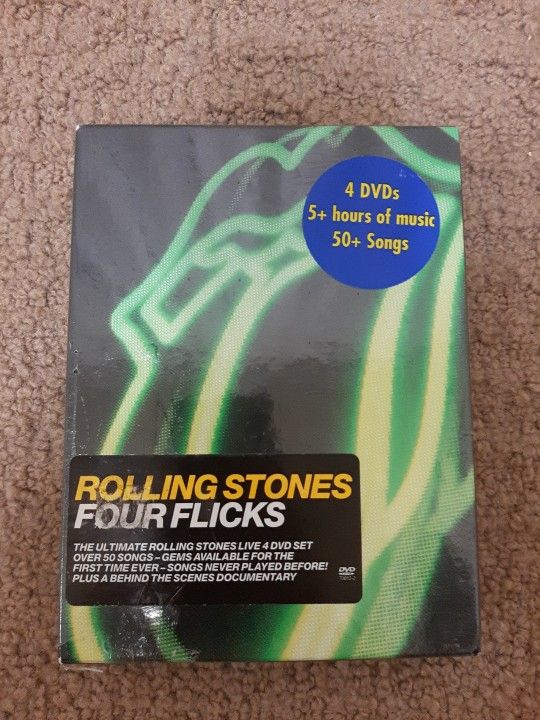 4 DVDs
5+ hours of music
50+ Songs
ROLLING STONES
FOUR FLICKS
THE ULTIMATE ROLLING STONES LIVE 4 DVD SET
OVER 50 SONGS – GEMS AVAILABLE FOR THE
FIRST TIME EVER – SONGS NEVER PLAYED BEFORE!
PLUS A BEHIND THE SCENES DOCUMENTARY
DVD